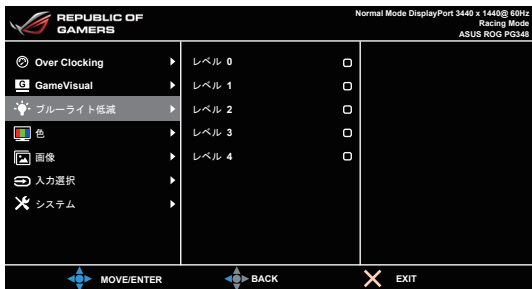 REPUBLIC OF
GAMERS
Normal Mode DisplayPort 3440 x 1440@ 60Hz
Racing Mode
ASUS ROG PG348
Over Clocking
GameVisual
ブルーライト低減
色
画像
入力選択
システム
レベル 0
レベル 1
レベル 2
レベル 3
レベル 4
MOVE/ENTER
BACK
EXIT